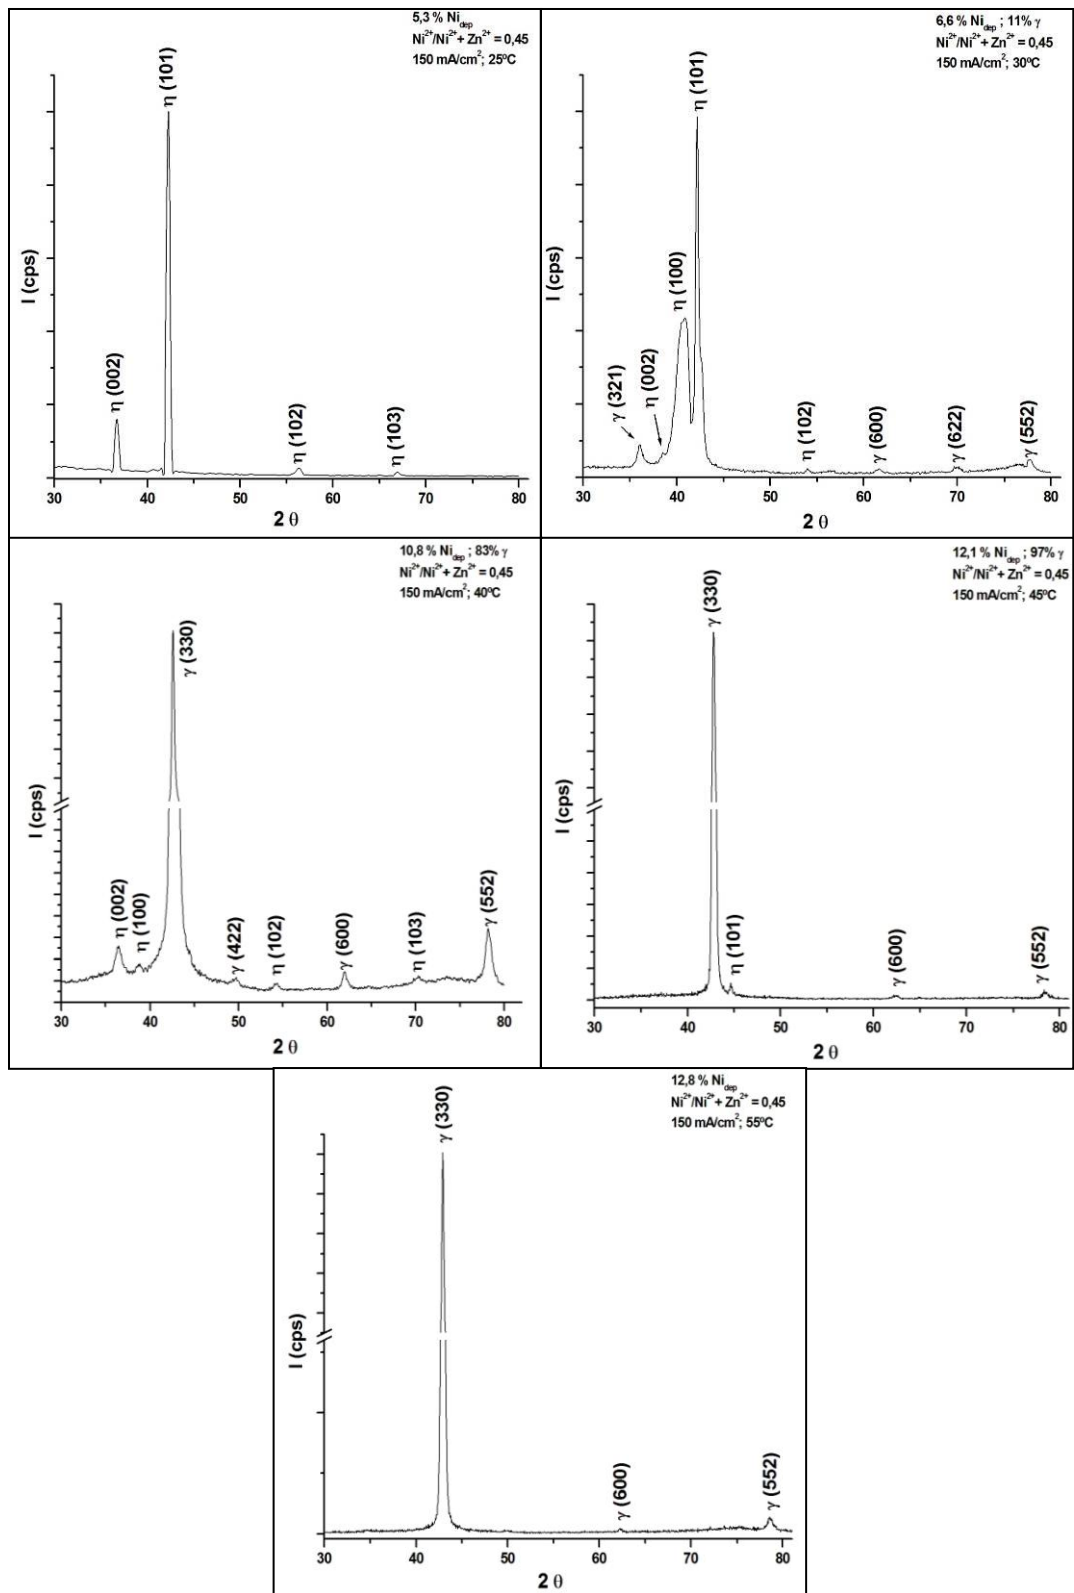 5,3 % Ni_dep
Ni²⁺/Ni²⁺ + Zn²⁺ = 0,45
150 mA/cm²; 25ºC
I (cps)
η (002)
η (101)
η (102)
η (103)
30 40 50 60 70 80
2 θ
6,6 % Ni_dep ; 11% γ
Ni²⁺/Ni²⁺ + Zn²⁺ = 0,45
150 mA/cm²; 30ºC
I (cps)
γ (321)
η (002)
η (100)
η (101)
η (102)
γ (600)
γ (622)
γ (552)
30 40 50 60 70 80
2 θ
10,8 % Ni_dep ; 83% γ
Ni²⁺/Ni²⁺ + Zn²⁺ = 0,45
150 mA/cm²; 40ºC
I (cps)
η (002)
η (100)
γ (330)
γ (422)
η (102)
γ (600)
η (103)
γ (552)
30 40 50 60 70 80
2 θ
12,1 % Ni_dep ; 97% γ
Ni²⁺/Ni²⁺ + Zn²⁺ = 0,45
150 mA/cm²; 45ºC
I (cps)
γ (330)
η (101)
γ (600)
γ (552)
30 40 50 60 70 80
2 θ
12,8 % Ni_dep
Ni²⁺/Ni²⁺ + Zn²⁺ = 0,45
150 mA/cm²; 55ºC
I (cps)
γ (330)
γ (600)
γ (552)
30 40 50 60 70 80
2 θ